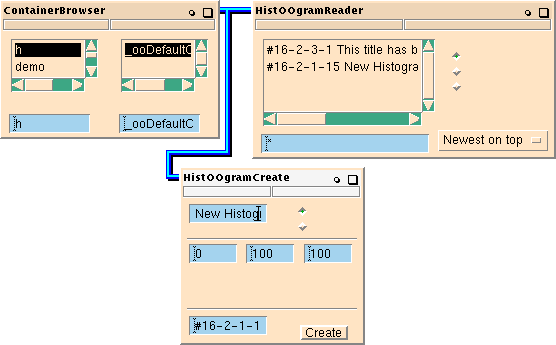 ContainerBrowser
h
demo
_ooDefaultC
h
_ooDefaultC
HistOOgramReader
#16-2-3-1 This title has b
#16-2-1-15 New Histogra
*
Newest on top
HistOOgramCreate
New Histog
0
100
100
#16-2-1-1
Create